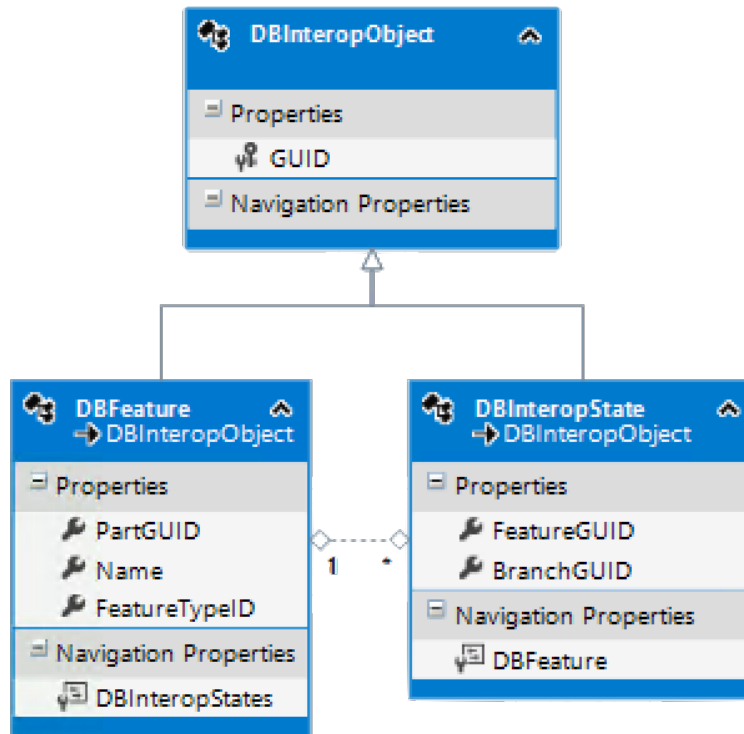 DBInteropObject
Properties
GUID
Navigation Properties
DBFeature
DBInteropObject
Properties
PartGUID
Name
FeatureTypeID
Navigation Properties
DBInteropStates
1
*
DBInteropState
DBInteropObject
Properties
FeatureGUID
BranchGUID
Navigation Properties
DBFeature